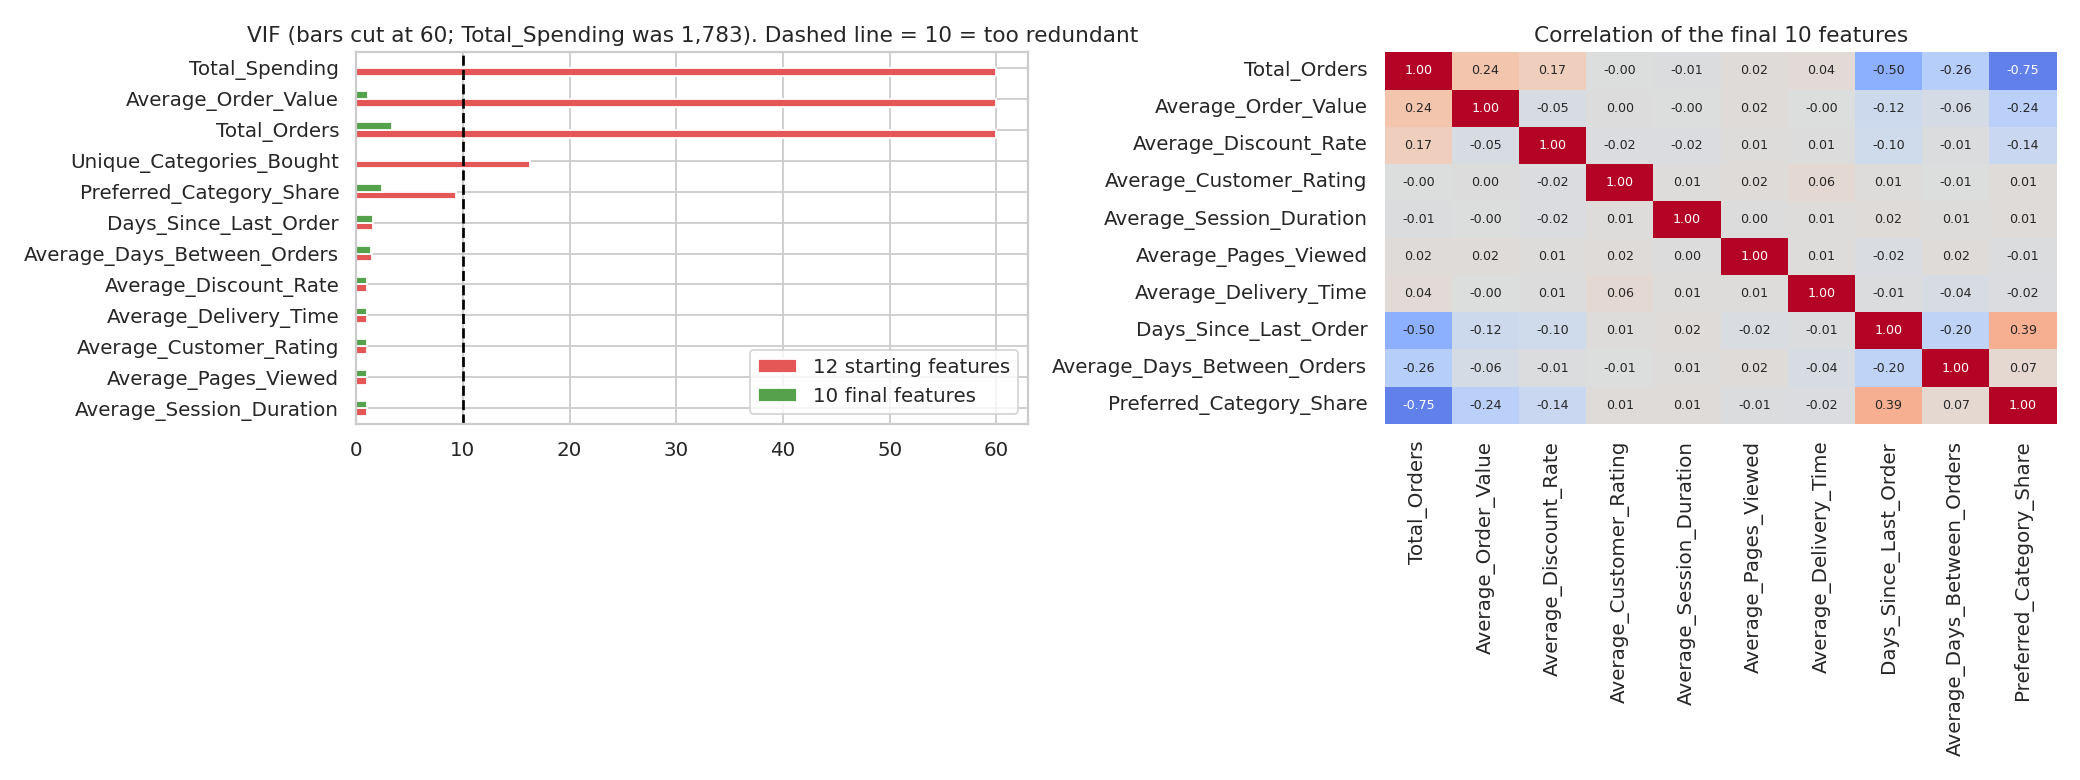 VIF (bars cut at 60; Total_Spending was 1,783). Dashed line = 10 = too redundant
Total_Spending
Average_Order_Value
Total_Orders
Unique_Categories_Bought
Preferred_Category_Share
Days_Since_Last_Order
Average_Days_Between_Orders
Average_Discount_Rate
Average_Delivery_Time
Average_Customer_Rating
Average_Pages_Viewed
Average_Session_Duration
12 starting features
10 final features
0 10 20 30 40 50 60
Correlation of the final 10 features
Total_Orders 1.00 0.24 0.17 -0.00 -0.01 0.02 0.04 -0.50 -0.26 -0.75
Average_Order_Value 0.24 1.00 -0.05 0.00 -0.00 0.02 -0.00 -0.12 -0.06 -0.24
Average_Discount_Rate 0.17 -0.05 1.00 -0.02 -0.02 0.01 0.01 -0.10 -0.01 -0.14
Average_Customer_Rating -0.00 0.00 -0.02 1.00 0.01 0.02 0.06 0.01 -0.01 0.01
Average_Session_Duration -0.01 -0.00 -0.02 0.01 1.00 0.00 0.01 0.02 0.01 0.01
Average_Pages_Viewed 0.02 0.02 0.01 0.02 0.00 1.00 0.01 -0.02 0.02 -0.01
Average_Delivery_Time 0.04 -0.00 0.01 0.06 0.01 0.01 1.00 -0.01 -0.04 -0.02
Days_Since_Last_Order -0.50 -0.12 -0.10 0.01 0.02 -0.02 -0.01 1.00 -0.20 0.39
Average_Days_Between_Orders -0.26 -0.06 -0.01 -0.01 0.01 0.02 -0.04 -0.20 1.00 0.07
Preferred_Category_Share -0.75 -0.24 -0.14 0.01 0.01 -0.01 -0.02 0.39 0.07 1.00
Total_Orders
Average_Order_Value
Average_Discount_Rate
Average_Customer_Rating
Average_Session_Duration
Average_Pages_Viewed
Average_Delivery_Time
Days_Since_Last_Order
Average_Days_Between_Orders
Preferred_Category_Share